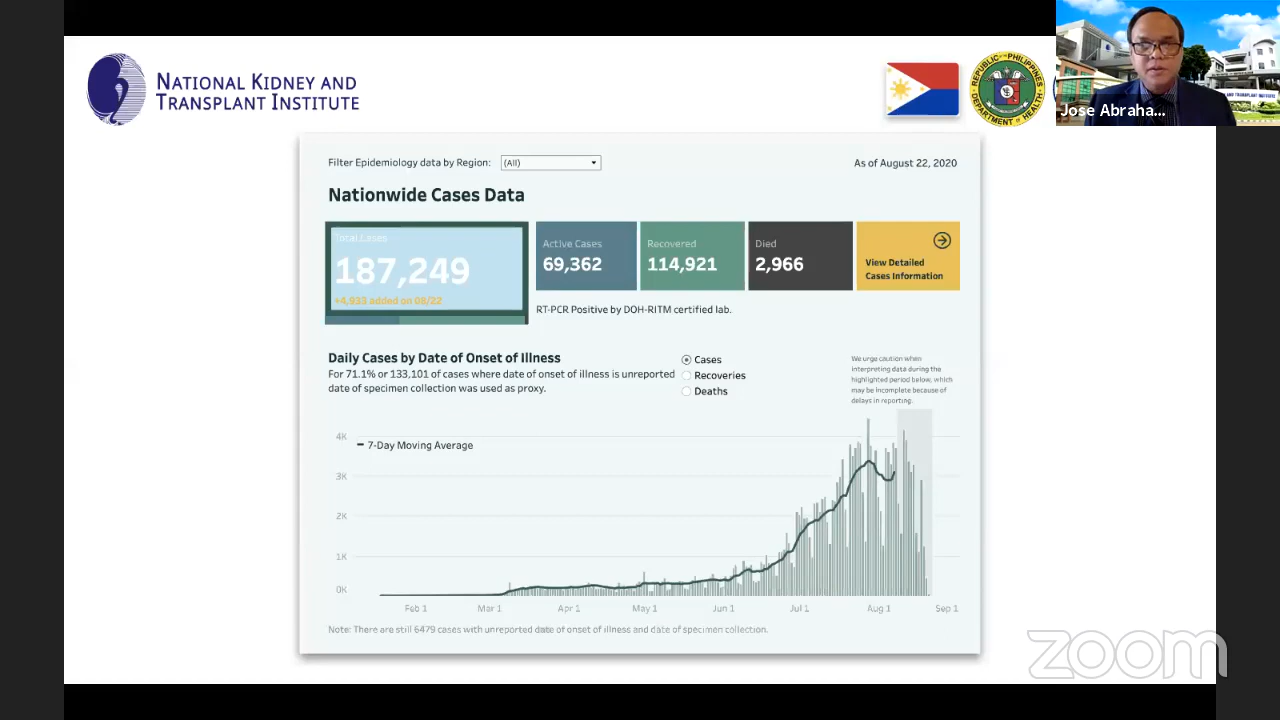 NATIONAL KIDNEY AND
TRANSPLANT INSTITUTE
REPUBLIC OF THE PHILIPPINES
DEPARTMENT OF HEALTH
Jose Abraha...
Filter Epidemiology data by Region: (All)
As of August 22, 2020
Nationwide Cases Data
Total Cases
187,249
+4,933 added on 08/22
Active Cases
69,362
Recovered
114,921
Died
2,966
View Detailed
Cases Information
RT-PCR Positive by DOH-RITM certified lab.
Daily Cases by Date of Onset of Illness
For 71.1% or 133,101 of cases where date of onset of illness is unreported
date of specimen collection was used as proxy.
Cases
Recoveries
Deaths
We urge caution when
interpreting data during the
highlighted period below, which
may be incomplete because of
delays in reporting.
7-Day Moving Average
4K
3K
2K
1K
0K
Feb 1 Mar 1 Apr 1 May 1 Jun 1 Jul 1 Aug 1 Sep 1
Note: There are still 6479 cases with unreported date of onset of illness and date of specimen collection.
zoom